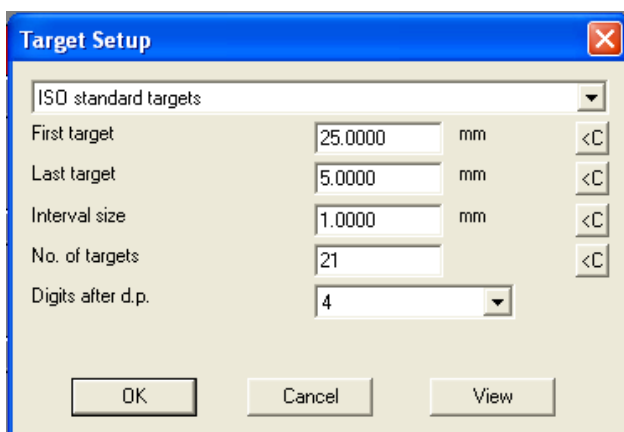 Target Setup
ISO standard targets
First target 25.0000 mm <C
Last target 5.0000 mm <C
Interval size 1.0000 mm <C
No. of targets 21 <C
Digits after d.p. 4
OK Cancel View